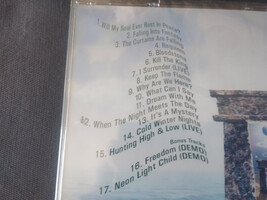 1. Will My Soul Ever Rest In Peace?
2. Falling Into Fantasy
3. The Curtains Are Falling
4. Requiem
5. Bloodbound
6. Kill The King
7. I Surrender (LIVE)
8. Keep The Flame
9. Why Are We Here?
10. What Can I Say
11. Dream With Me
12. When The Night Meets The Day
13. It's A Mystery
14. Cold Winter Nights
15. Hunting High & Low (LIVE)
Bonus Tracks
16. Freedom (DEMO)
17. Neon Light Child (DEMO)